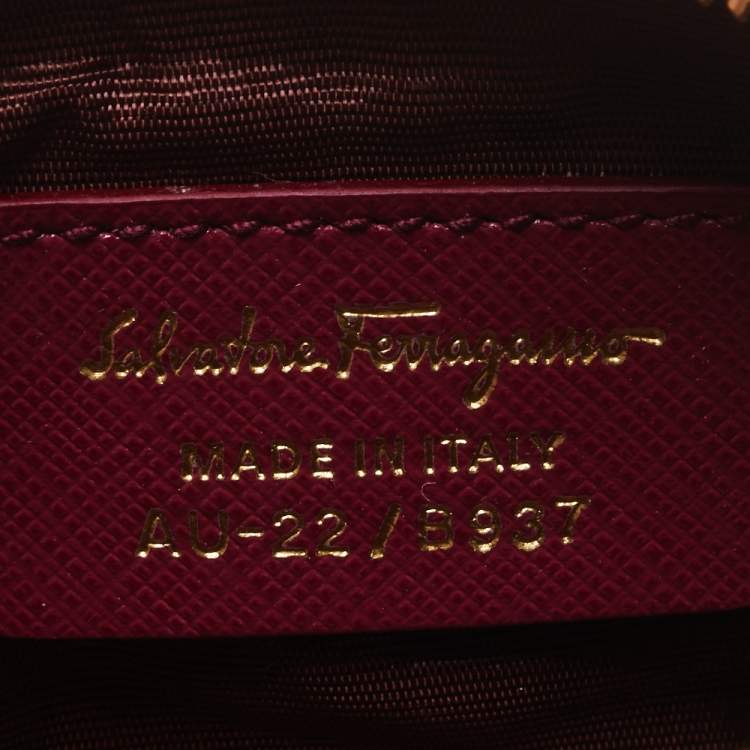 Salvatore Ferragamo
MADE IN ITALY
AU-22/B937